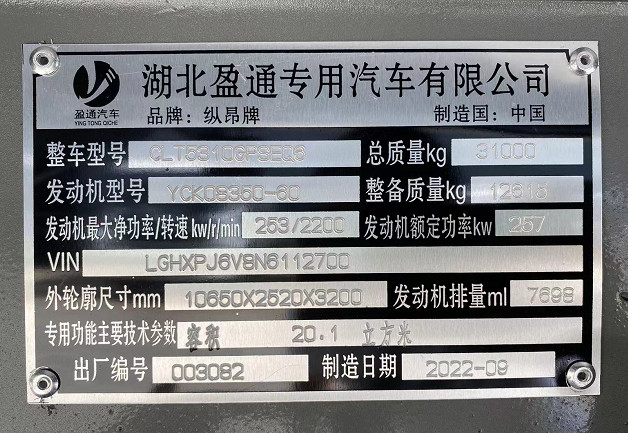 湖北盈通专用汽车有限公司
盈通汽车
YING TONG QICHE
品牌：纵昂牌 制造国：中国
整车型号 CLT5310GPSEQ6 总质量kg 31000
发动机型号 YCK08350-60 整备质量kg 12615
发动机最大净功率/转速 kw/r/min 253/2200 发动机额定功率kw 257
VIN LGHXPJ6V8N6112700
外轮廓尺寸mm 10650X2520X3200 发动机排量ml 7698
专用功能主要技术参数 容积 20.1 立方米
出厂编号 003082 制造日期 2022-09